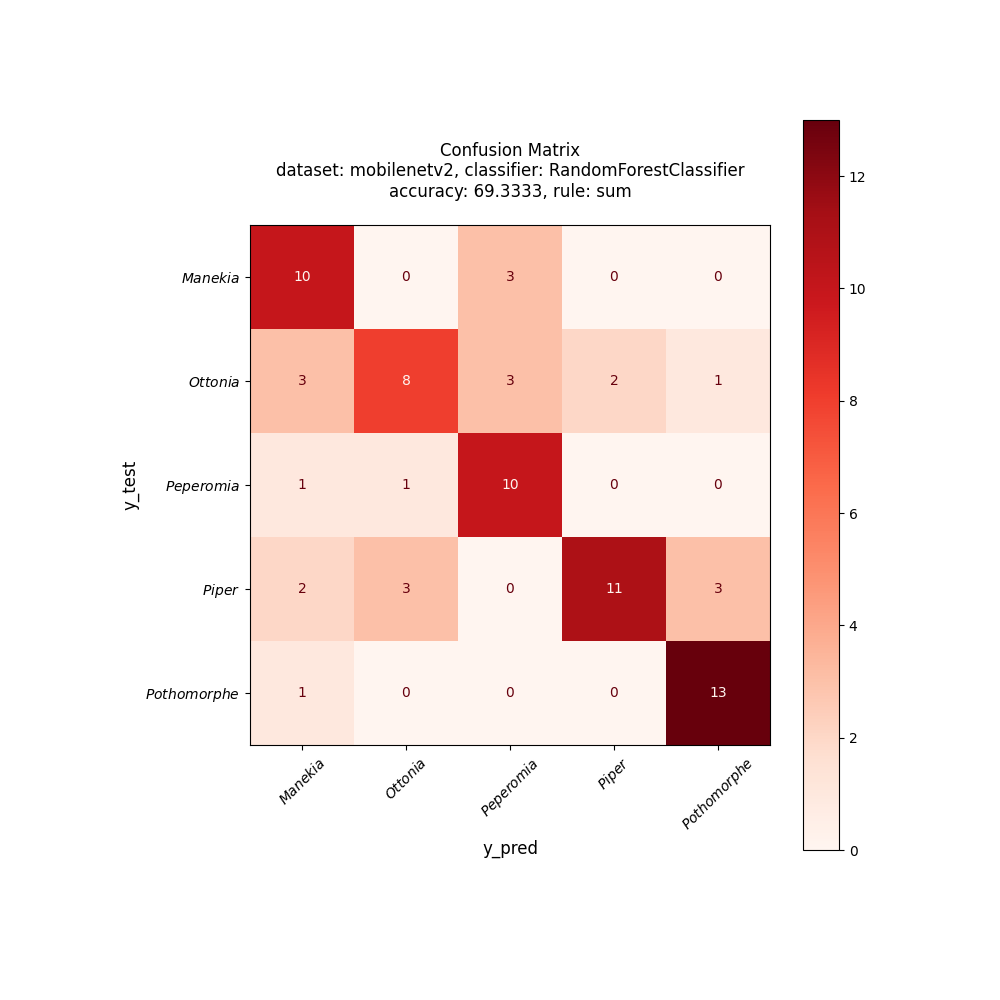 Confusion Matrix
dataset: mobilenetv2, classifier: RandomForestClassifier
accuracy: 69.3333, rule: sum
Manekia 10 0 3 0 0
Ottonia 3 8 3 2 1
Peperomia 1 1 10 0 0
Piper 2 3 0 11 3
Pothomorphe 1 0 0 0 13
y_test
Manekia Ottonia Peperomia Piper Pothomorphe
y_pred
12
10
8
6
4
2
0